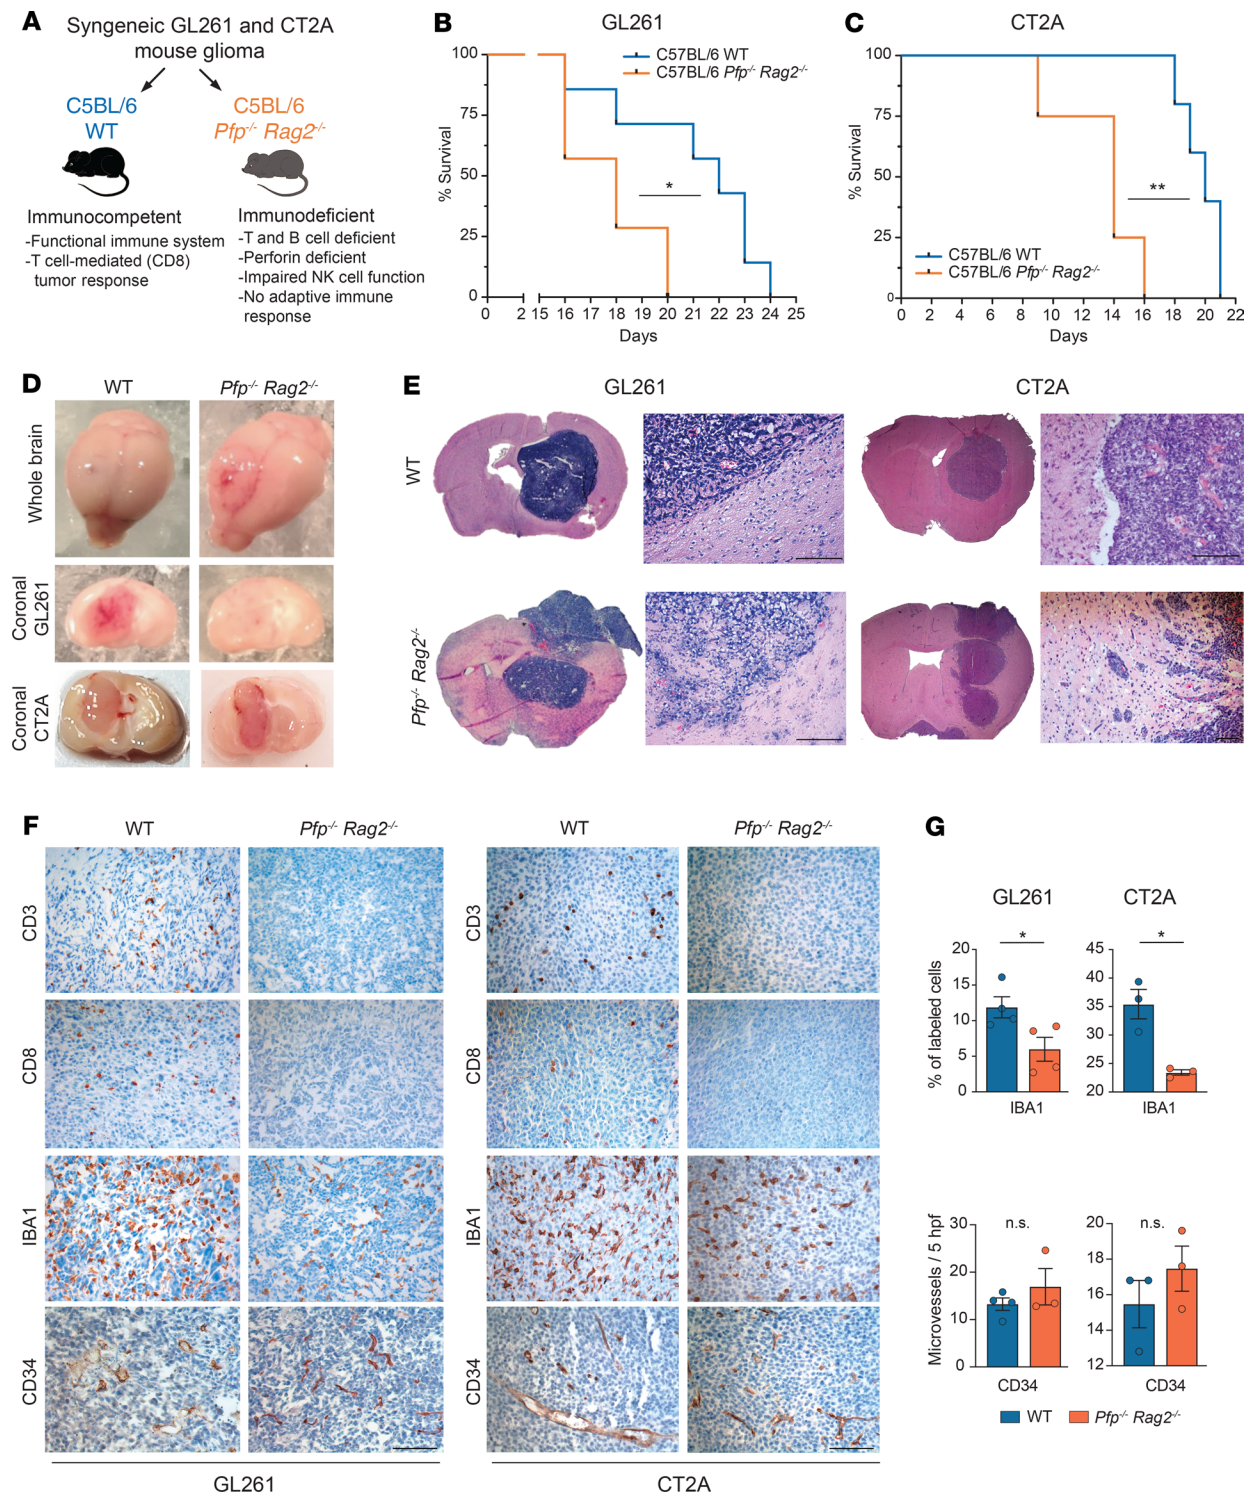 A
Syngeneic GL261 and CT2A
mouse glioma
C5BL/6
WT
C5BL/6
Pfp-/- Rag2-/-
Immunocompetent
-Functional immune system
-T cell-mediated (CD8)
tumor response
Immunodeficient
-T and B cell deficient
-Perforin deficient
-Impaired NK cell function
-No adaptive immune
response
B
GL261
C57BL/6 WT
C57BL/6 Pfp-/- Rag2-/-
% Survival
100
75
50
25
0
*
0 2 15 16 17 18 19 20 21 22 23 24 25
Days
C
CT2A
% Survival
100
75
50
25
0
**
C57BL/6 WT
C57BL/6 Pfp-/- Rag2-/-
0 2 4 6 8 10 12 14 16 18 20 22
Days
D
WT
Pfp-/- Rag2-/-
Whole brain
Coronal
GL261
Coronal
CT2A
E
GL261
CT2A
WT
Pfp-/- Rag2-/-
F
WT
Pfp-/- Rag2-/-
WT
Pfp-/- Rag2-/-
CD3
CD3
CD8
CD8
IBA1
IBA1
CD34
CD34
GL261
CT2A
G
GL261
CT2A
% of labeled cells
20
15
10
5
0
*
IBA1
45
40
35
30
25
20
*
IBA1
Microvessels / 5 hpf
30
20
10
0
n.s.
CD34
20
18
16
14
12
n.s.
CD34
WT
Pfp-/- Rag2-/-